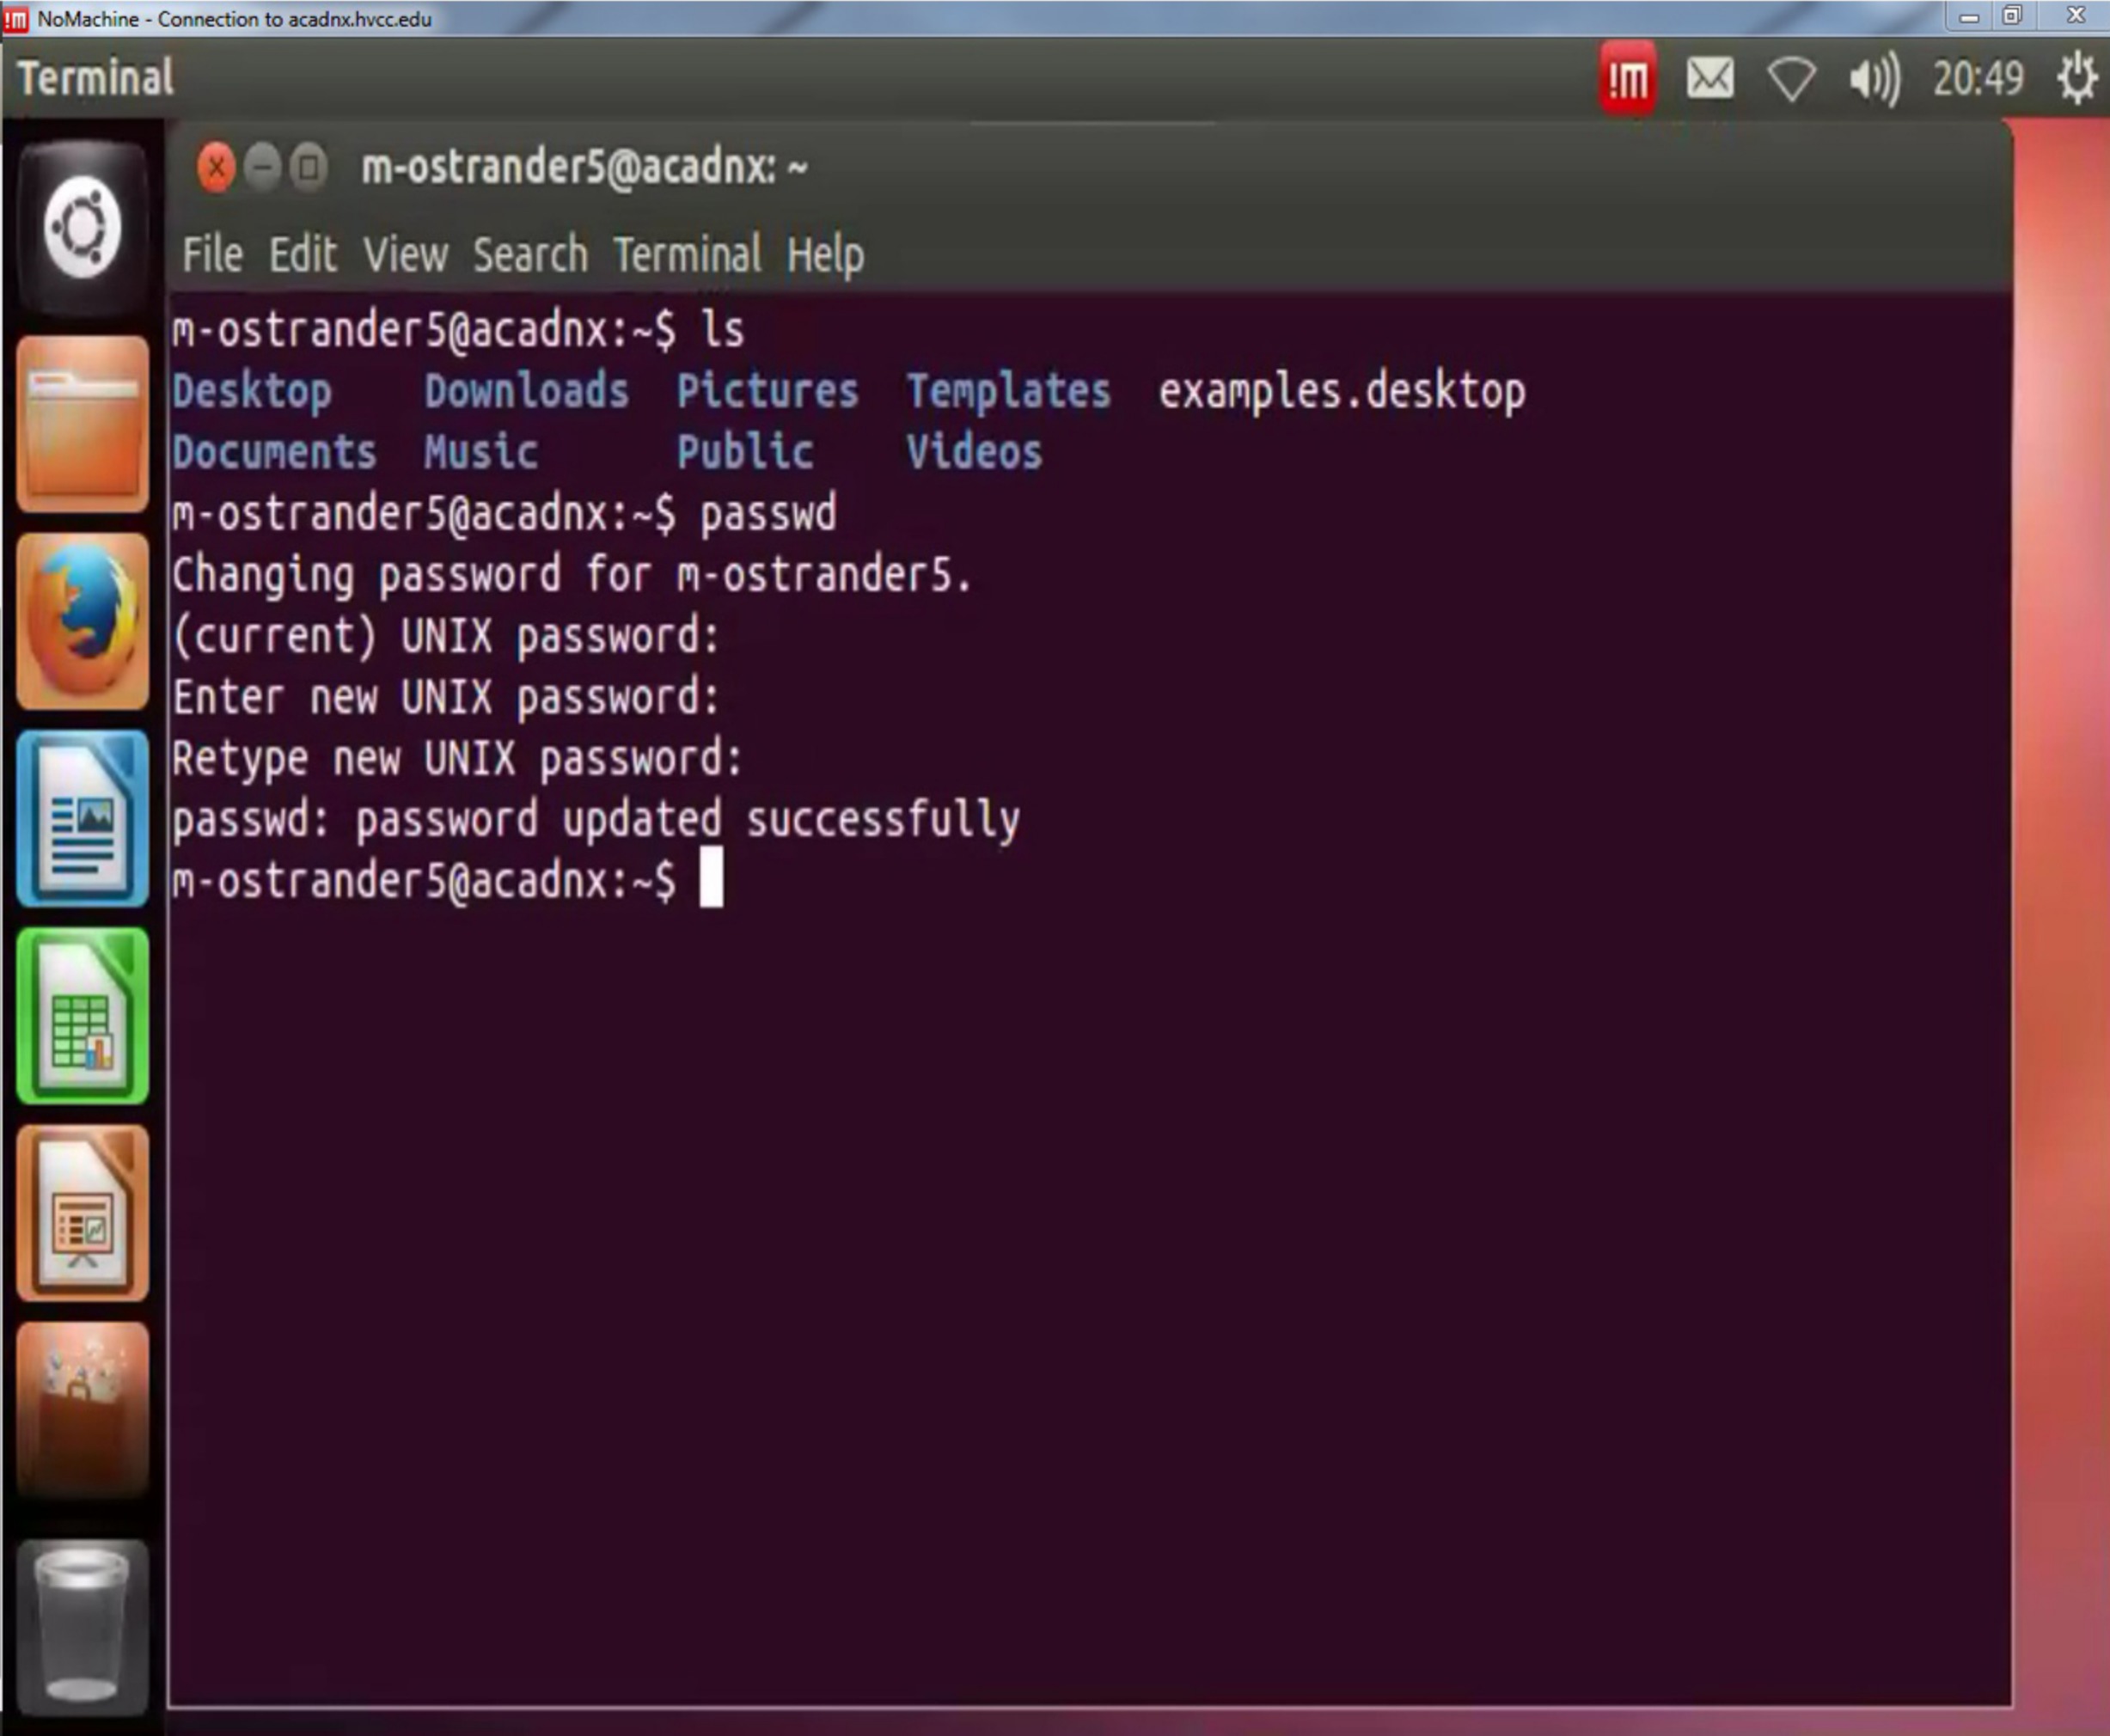 !m NoMachine - Connection to acadnx.hvcc.edu
Terminal !m 20:49
m-ostrander5@acadnx: ~
File Edit View Search Terminal Help
m-ostrander5@acadnx:~$ ls
Desktop Downloads Pictures Templates examples.desktop
Documents Music Public Videos
m-ostrander5@acadnx:~$ passwd
Changing password for m-ostrander5.
(current) UNIX password:
Enter new UNIX password:
Retype new UNIX password:
passwd: password updated successfully
m-ostrander5@acadnx:~$